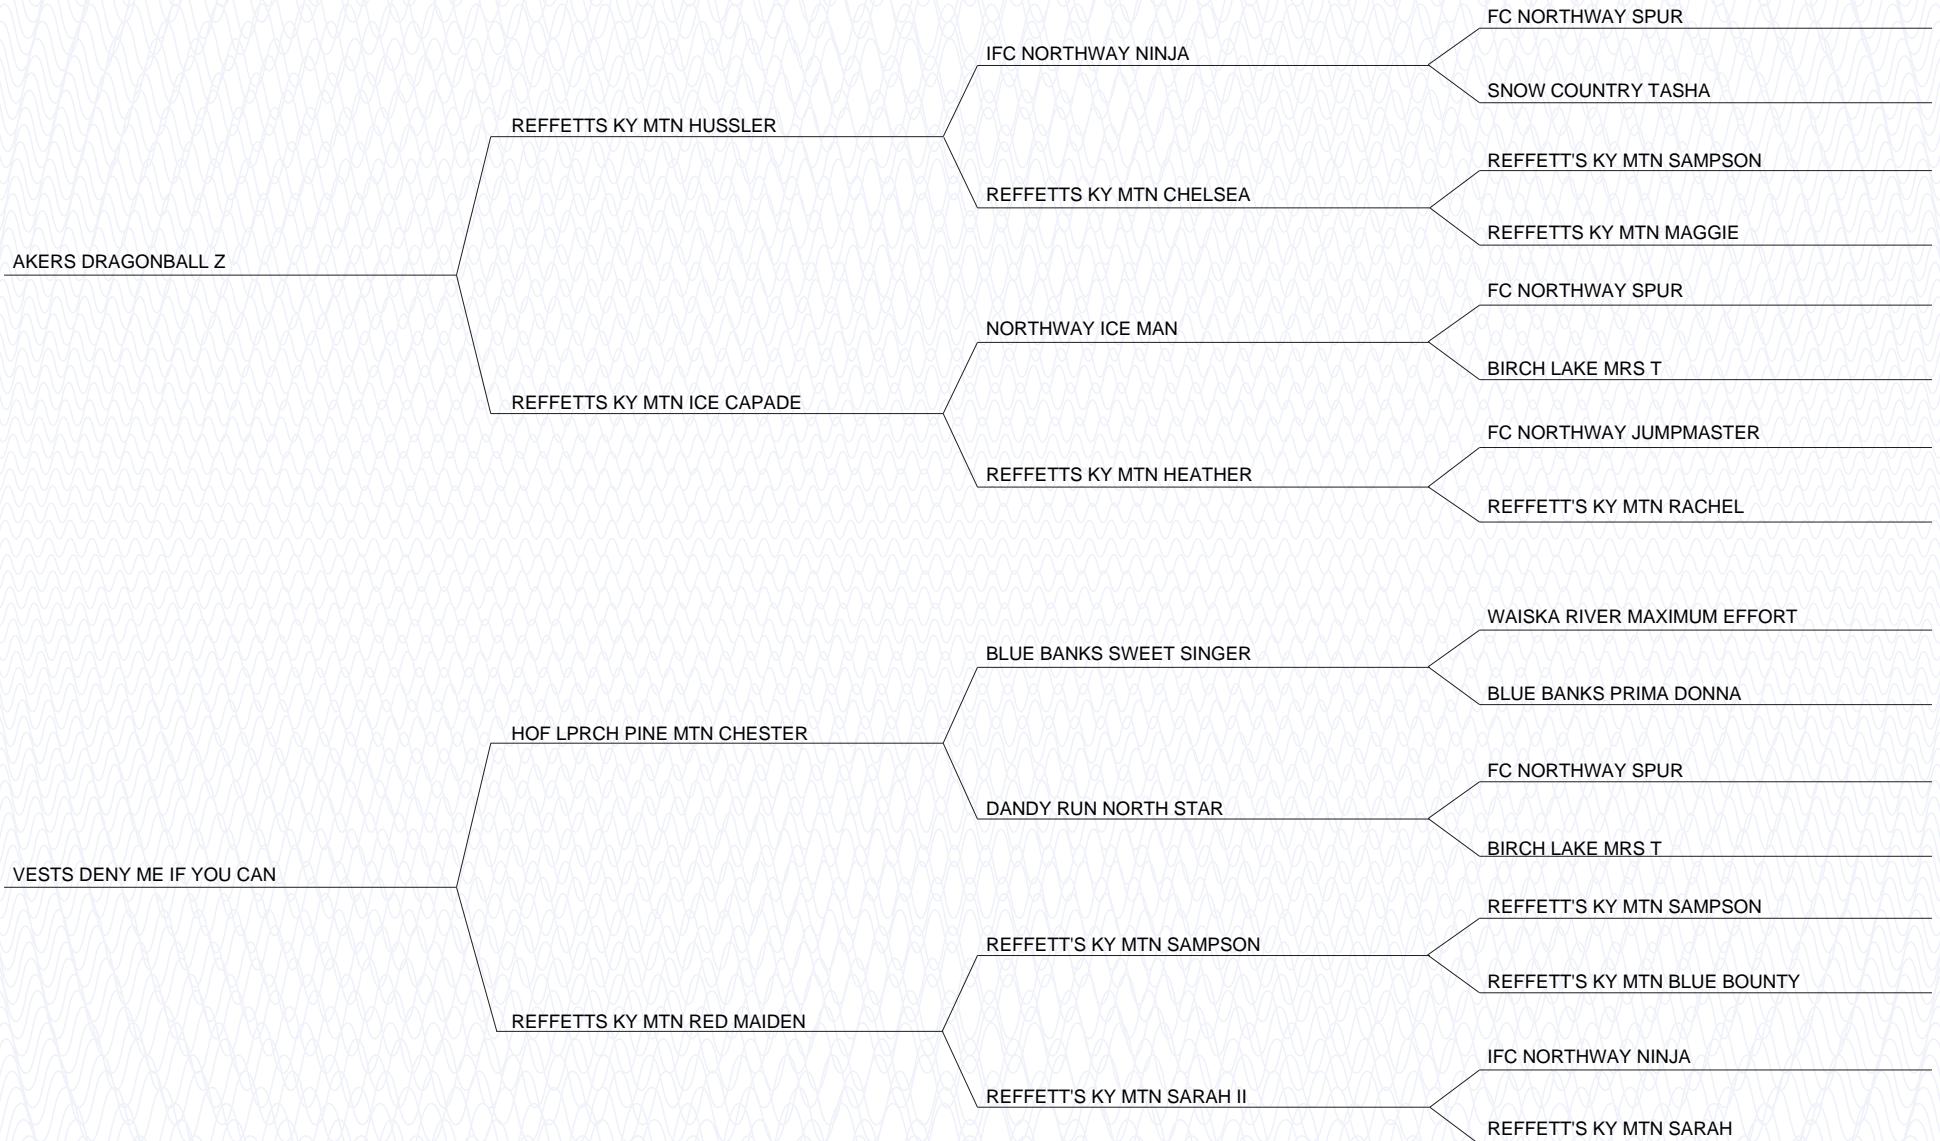 FC NORTHWAY SPUR
IFC NORTHWAY NINJA
SNOW COUNTRY TASHA
REFFETTS KY MTN HUSSLER
REFFETT'S KY MTN SAMPSON
REFFETTS KY MTN CHELSEA
REFFETTS KY MTN MAGGIE
AKERS DRAGONBALL Z
FC NORTHWAY SPUR
NORTHWAY ICE MAN
BIRCH LAKE MRS T
REFFETTS KY MTN ICE CAPADE
FC NORTHWAY JUMPMASTER
REFFETTS KY MTN HEATHER
REFFETT'S KY MTN RACHEL
WAISKA RIVER MAXIMUM EFFORT
BLUE BANKS SWEET SINGER
BLUE BANKS PRIMA DONNA
HOF LPRCH PINE MTN CHESTER
FC NORTHWAY SPUR
DANDY RUN NORTH STAR
BIRCH LAKE MRS T
VESTS DENY ME IF YOU CAN
REFFETT'S KY MTN SAMPSON
REFFETT'S KY MTN SAMPSON
REFFETT'S KY MTN BLUE BOUNTY
REFFETTS KY MTN RED MAIDEN
IFC NORTHWAY NINJA
REFFETT'S KY MTN SARAH II
REFFETT'S KY MTN SARAH